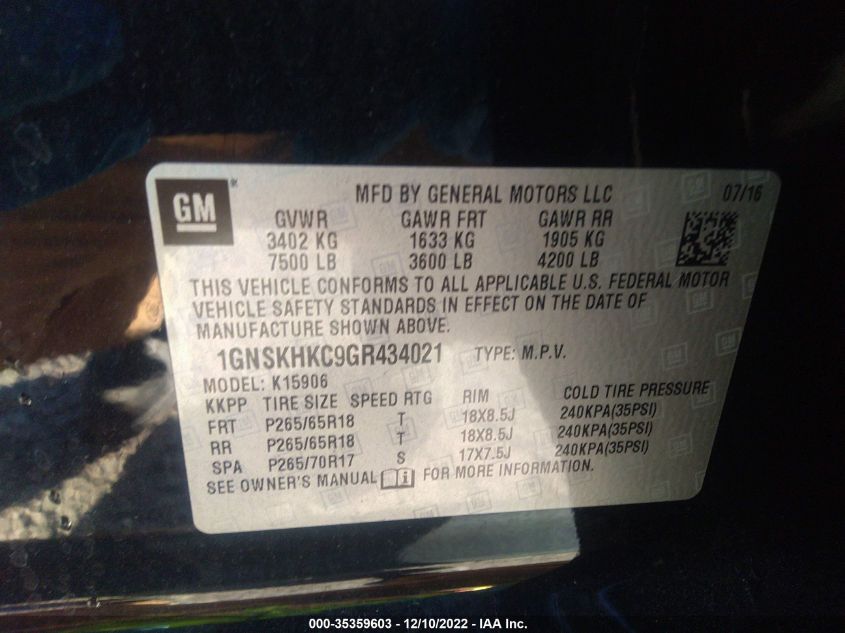 GM
MFD BY GENERAL MOTORS LLC 07/16
GVWR GAWR FRT GAWR RR
3402 KG 1633 KG 1905 KG
7500 LB 3600 LB 4200 LB
THIS VEHICLE CONFORMS TO ALL APPLICABLE U.S. FEDERAL MOTOR
VEHICLE SAFETY STANDARDS IN EFFECT ON THE DATE OF
MANUFACTURE SHOWN ABOVE.
1GNSKHKC9GR434021 TYPE: M.P.V.
MODEL: K15906
KKPP TIRE SIZE SPEED RTG RIM COLD TIRE PRESSURE
FRT P265/65R18 T 18X8.5J 240KPA(35PSI)
RR P265/65R18 T 18X8.5J 240KPA(35PSI)
SPA P265/70R17 S 17X7.5J 240KPA(35PSI)
SEE OWNER'S MANUAL FOR MORE INFORMATION.
000-35359603 - 12/10/2022 - IAA Inc.